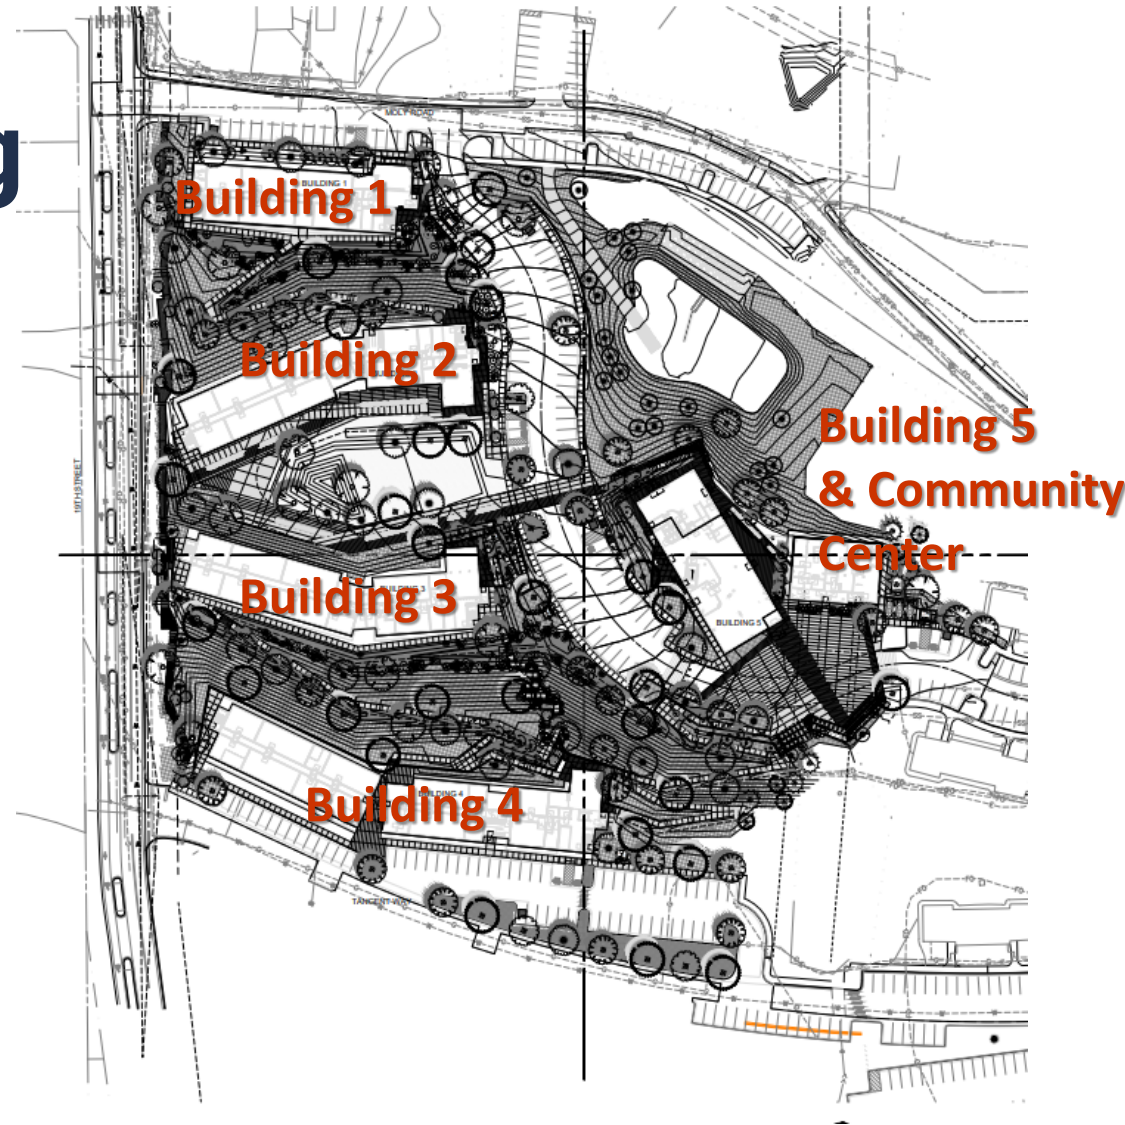 g
MOLY ROAD
BUILDING 1
Building 1
Building 2
19TH STREET
Building 5
& Community
Center
BUILDING 3
Building 3
BUILDING 5
BUILDING 4
Building 4
TANGENT WAY